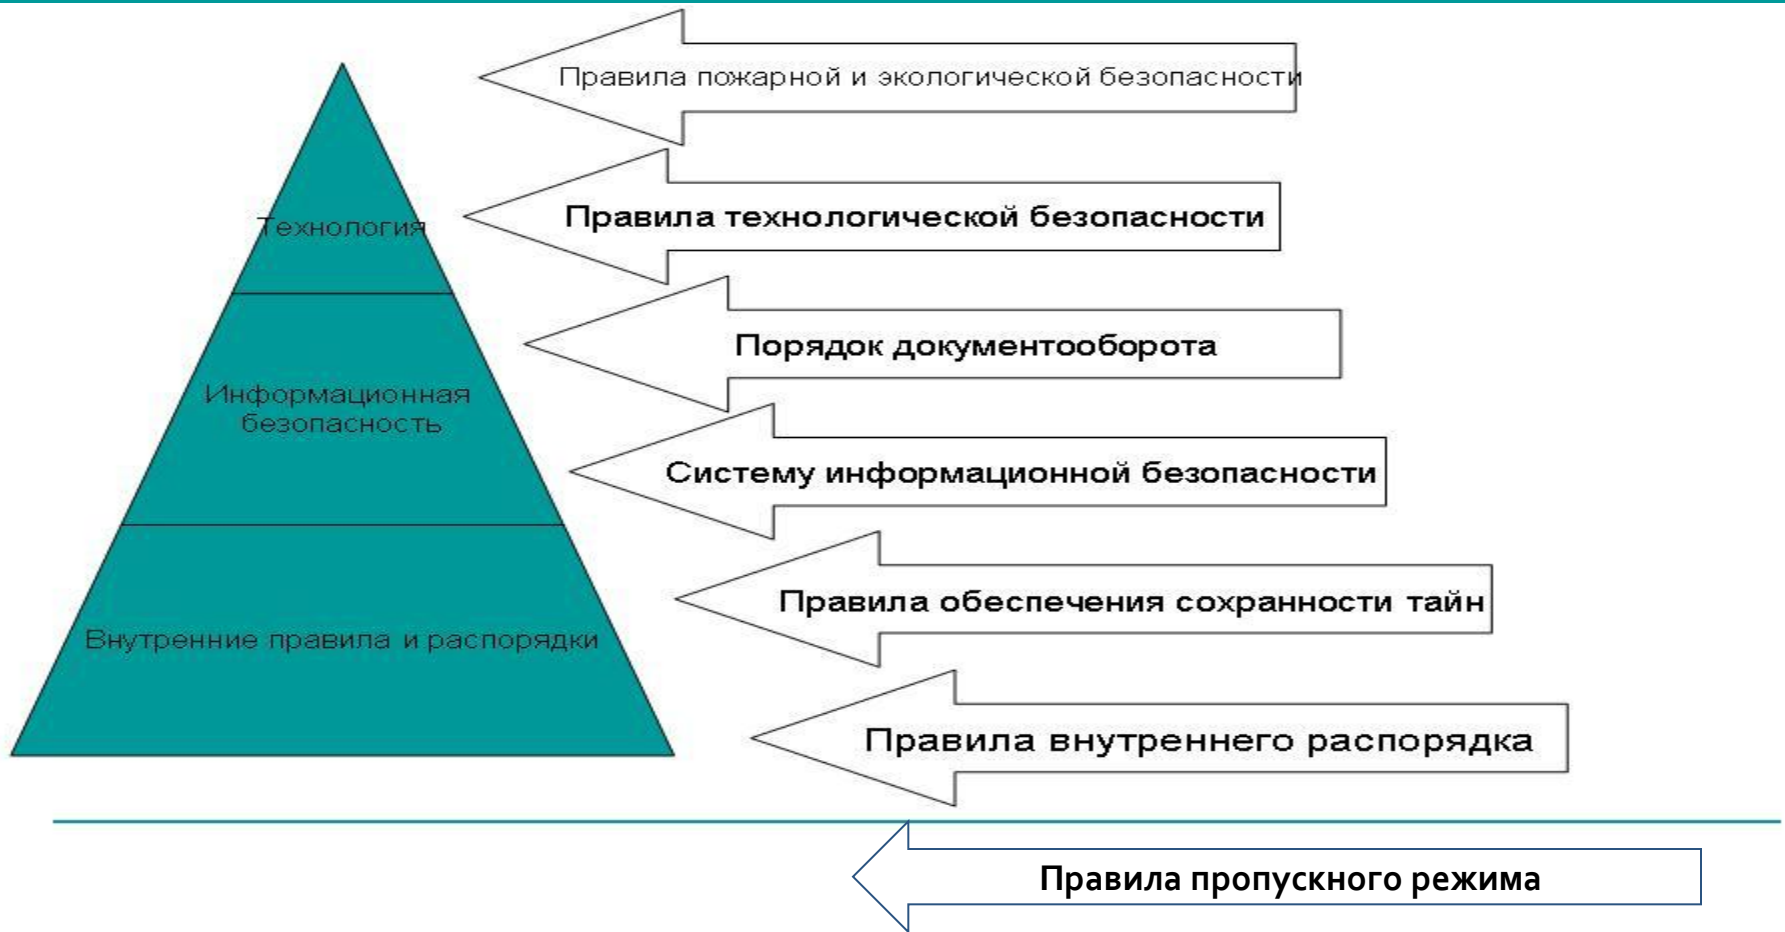 Правила пожарной и экологической безопасности
Технология
Правила технологической безопасности
Порядок документооборота
Информационная
безопасность
Систему информационной безопасности
Правила обеспечения сохранности тайн
Внутренние правила и распорядки
Правила внутреннего распорядка
Правила пропускного режима